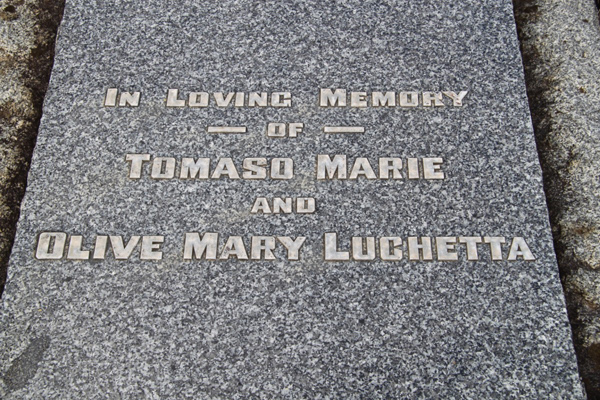 In Loving Memory
— of —
Tomaso Marie
and
Olive Mary Luchetta